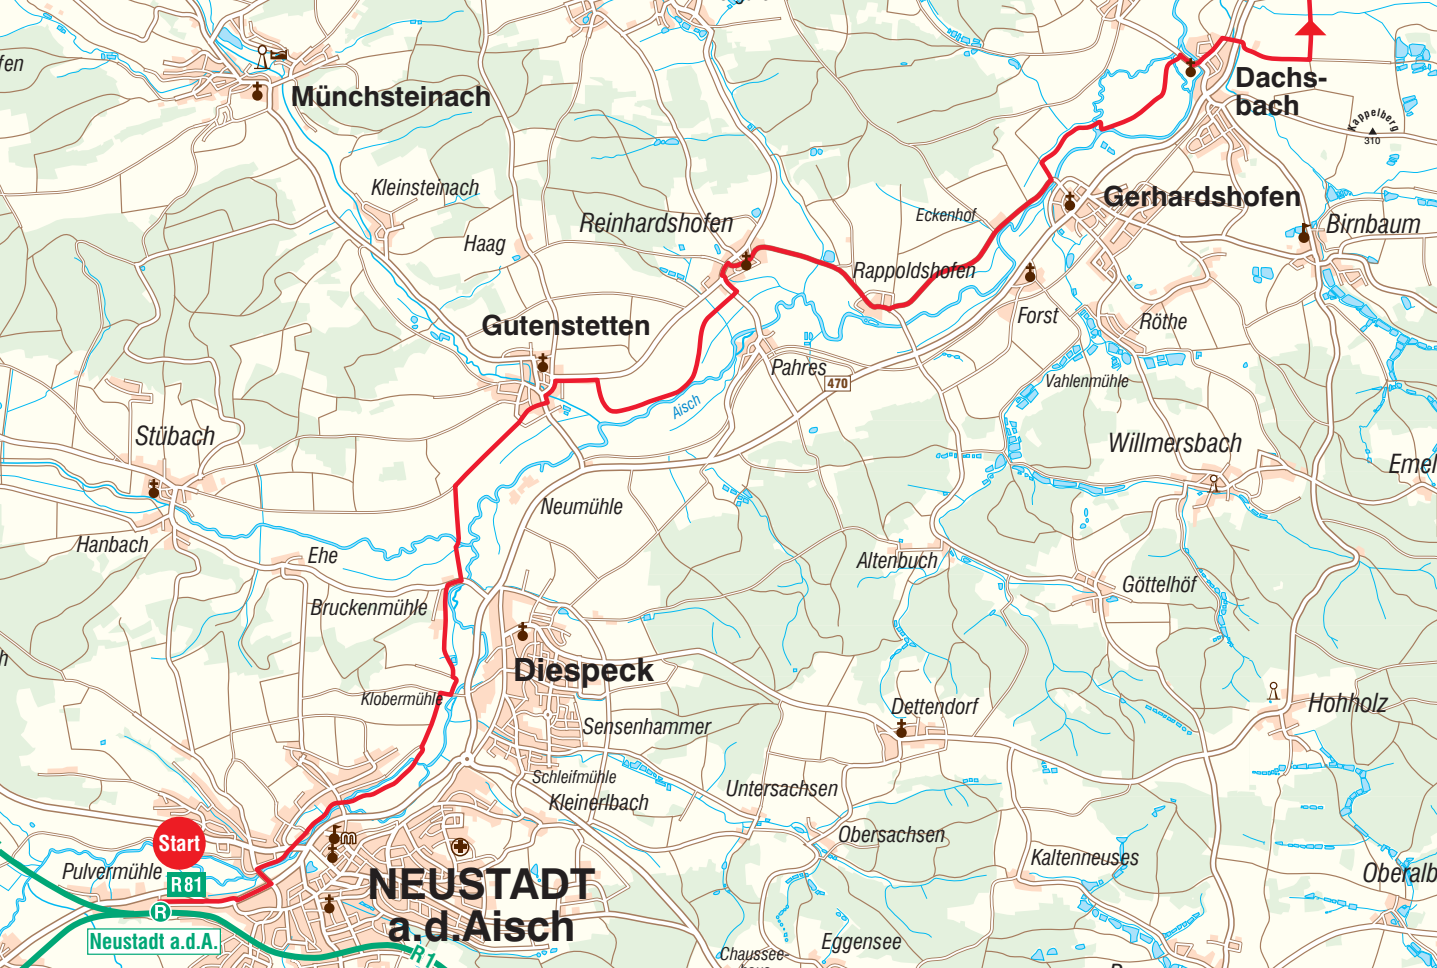 fen
Münchsteinach
Dachs-
bach
Kappelberg
310
Kleinsteinach
Reinhardshofen
Eckenhof
Gerhardshofen
Birnbaum
Haag
Rappoldshofen
Gutenstetten
Forst
Röthe
Pahres
470
Vahlenmühle
Aisch
Stübach
Willmersbach
Emel
Neumühle
Hanbach
Ehe
Altenbuch
Göttelhöf
Bruckenmühle
h
Diespeck
Klobermühle
Dettendorf
Hohholz
Sensenhammer
Schleifmühle
Kleinerlbach
Untersachsen
Start
Obersachsen
Kaltenneuses
Pulvermühle
R81
NEUSTADT
a.d.Aisch
Oberalb
R
Neustadt a.d.A.
R1
Eggensee
Chaussee-